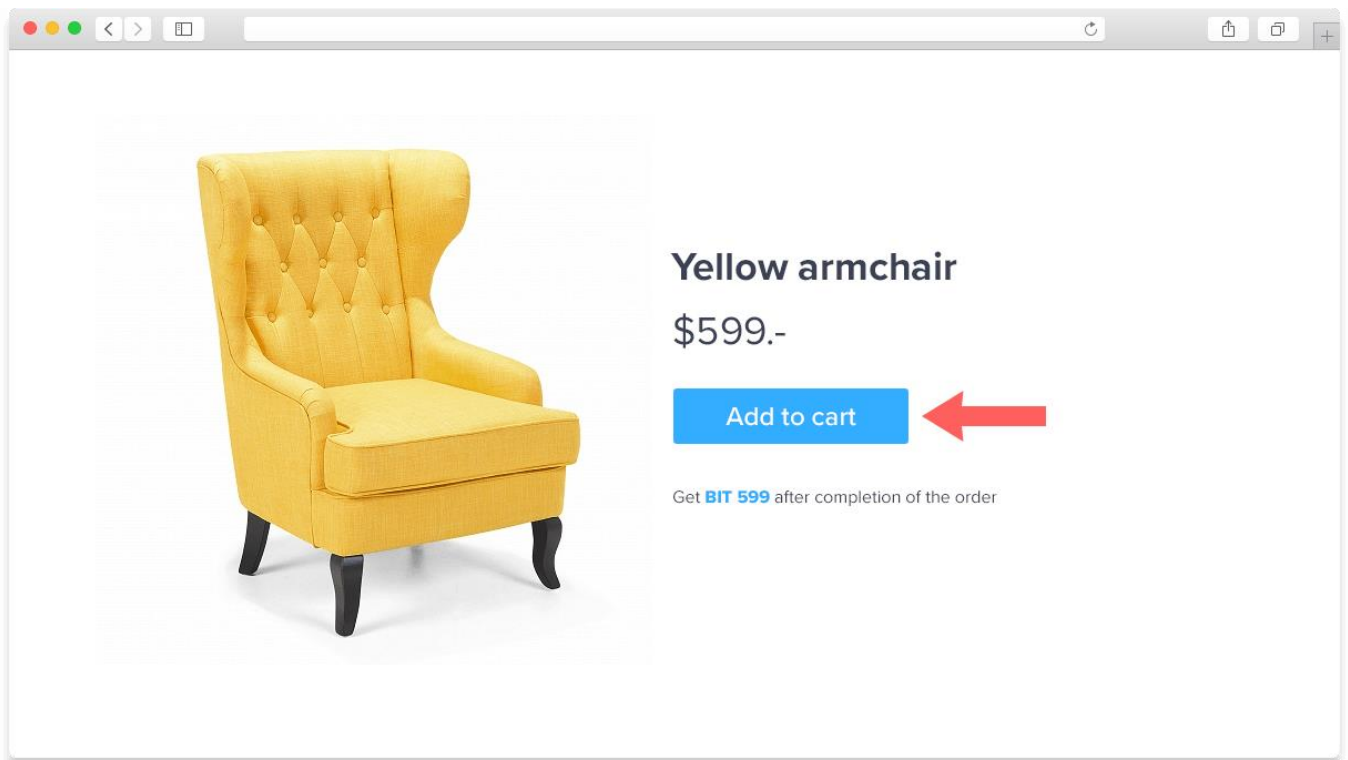 Yellow armchair
$599.-
Add to cart
Get BIT 599 after completion of the order